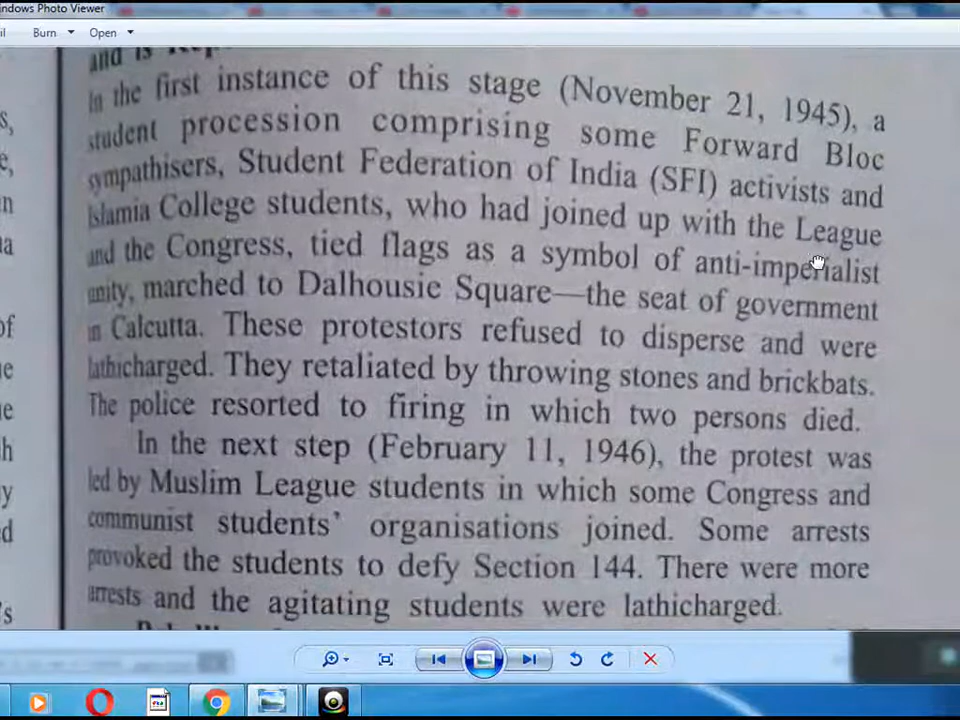 indows Photo Viewer
il Burn Open
and is
In the first instance of this stage (November 21, 1945), a
student procession comprising some Forward Bloc
sympathisers, Student Federation of India (SFI) activists and
Islamia College students, who had joined up with the League
and the Congress, tied flags as a symbol of anti-imperialist
unity, marched to Dalhousie Square—the seat of government
in Calcutta. These protestors refused to disperse and were
lathicharged. They retaliated by throwing stones and brickbats.
The police resorted to firing in which two persons died.
In the next step (February 11, 1946), the protest was
led by Muslim League students in which some Congress and
communist students' organisations joined. Some arrests
provoked the students to defy Section 144. There were more
arrests and the agitating students were lathicharged.